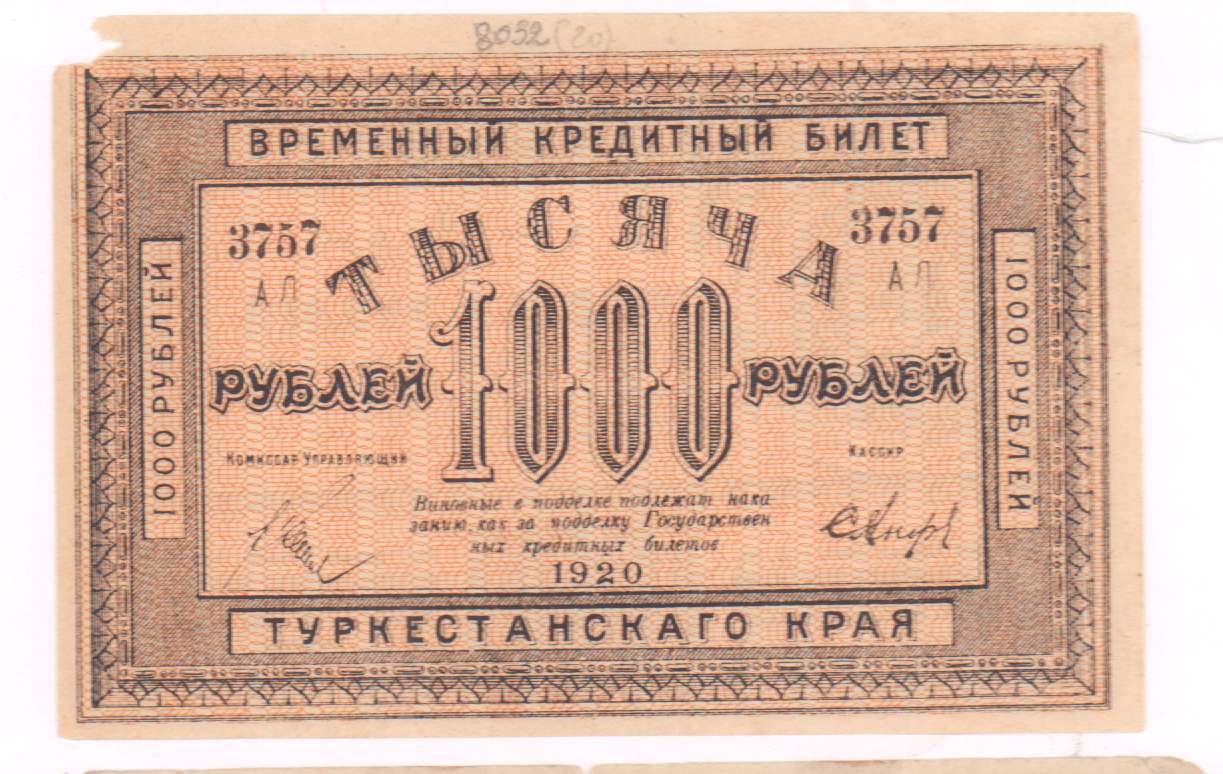 8032 (20)
ВРЕМЕННЫЙ КРЕДИТНЫЙ БИЛЕТ
3757 3757
АЛ АЛ
ТЫСЯЧА
1000
РУБЛЕЙ РУБЛЕЙ
1000 РУБЛЕЙ
1000 РУБЛЕЙ
КОМИССАР УПРАВЛЯЮЩИЙ
КАССИР
Виновные в подделке подлежат нака
занию, как за подделку Государствен
ных кредитных билетов
1920
ТУРКЕСТАНСКАГО КРАЯ